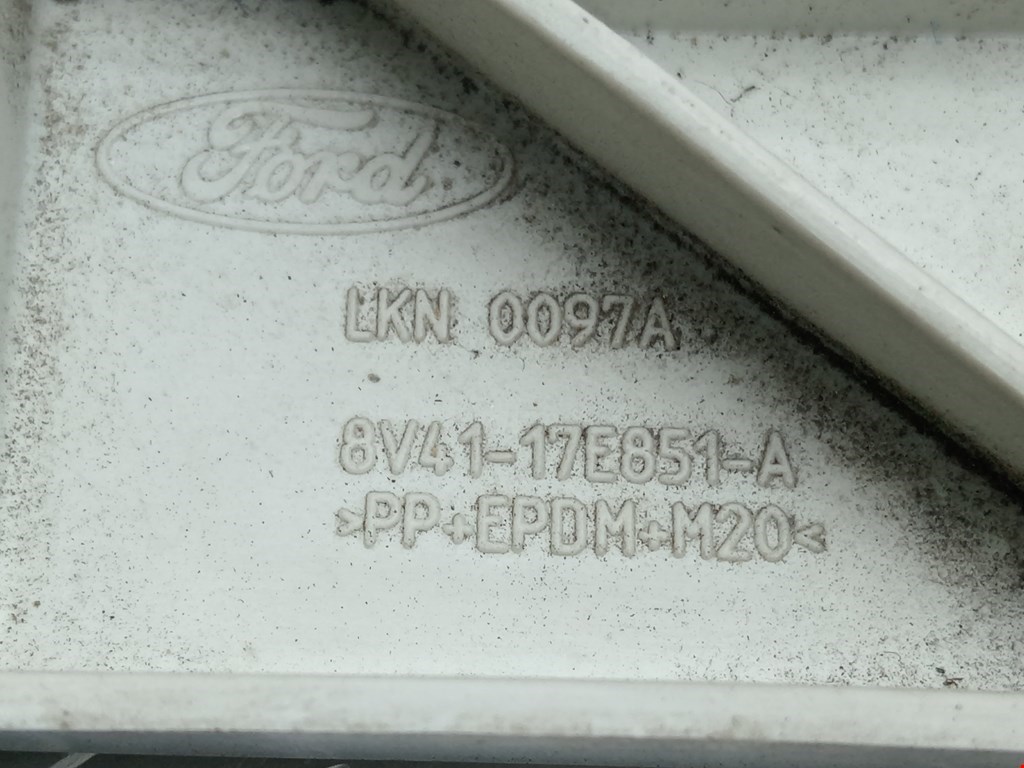 Ford
LKN 0097A
8V41-17E851-A
>PP+EPDM+M20<